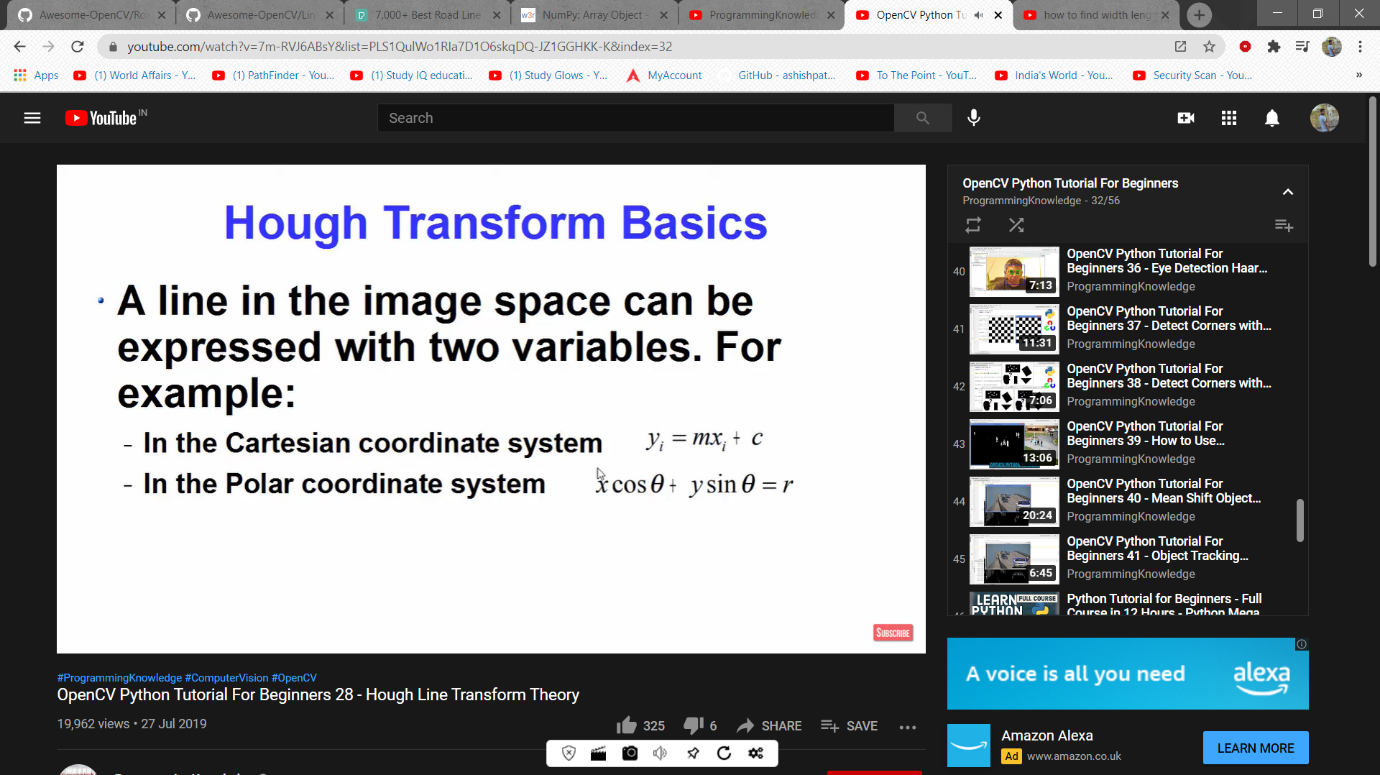 Awesome-OpenCV/Ro
Awesome-OpenCV/Lin
7,000+ Best Road Line
w3r
NumPy: Array Object -
ProgrammingKnowled
OpenCV Python Tu
how to find width leng
youtube.com/watch?v=7m-RVJ6ABsY&list=PLS1QulWo1RIa7D1O6skqDQ-JZ1GGHKK-K&index=32
Apps
(1) World Affairs - Y...
(1) PathFinder - You...
(1) Study IQ educati...
(1) Study Glows - Y...
MyAccount
GitHub - ashishpat...
To The Point - YouT...
India's World - You...
Security Scan - You...
»
YouTube IN
Search
Hough Transform Basics
· A line in the image space can be
expressed with two variables. For
example:
- In the Cartesian coordinate system yᵢ = mxᵢ + c
- In the Polar coordinate system x cos θ + y sin θ = r
SUBSCRIBE
#ProgrammingKnowledge #ComputerVision #OpenCV
OpenCV Python Tutorial For Beginners 28 - Hough Line Transform Theory
19,962 views • 27 Jul 2019
325
6
SHARE
SAVE
OpenCV Python Tutorial For Beginners
ProgrammingKnowledge - 32/56
40
7:13
OpenCV Python Tutorial For
Beginners 36 - Eye Detection Haar...
ProgrammingKnowledge
41
11:31
OpenCV Python Tutorial For
Beginners 37 - Detect Corners with...
ProgrammingKnowledge
42
7:06
OpenCV Python Tutorial For
Beginners 38 - Detect Corners with...
ProgrammingKnowledge
43
13:06
OpenCV Python Tutorial For
Beginners 39 - How to Use...
ProgrammingKnowledge
44
20:24
OpenCV Python Tutorial For
Beginners 40 - Mean Shift Object...
ProgrammingKnowledge
45
6:45
OpenCV Python Tutorial For
Beginners 41 - Object Tracking...
ProgrammingKnowledge
LEARN FULL COURSE
PYTHON
Python Tutorial for Beginners - Full
Course in 12 Hours - Python Mega
A voice is all you need
alexa
Amazon Alexa
Ad www.amazon.co.uk
LEARN MORE